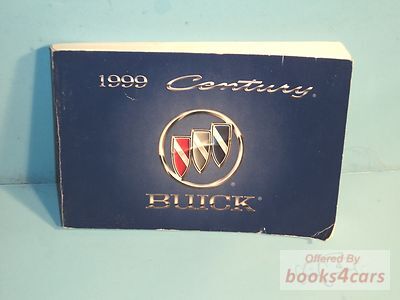 1999 Century®
®
BUICK®
Offered By
books4cars